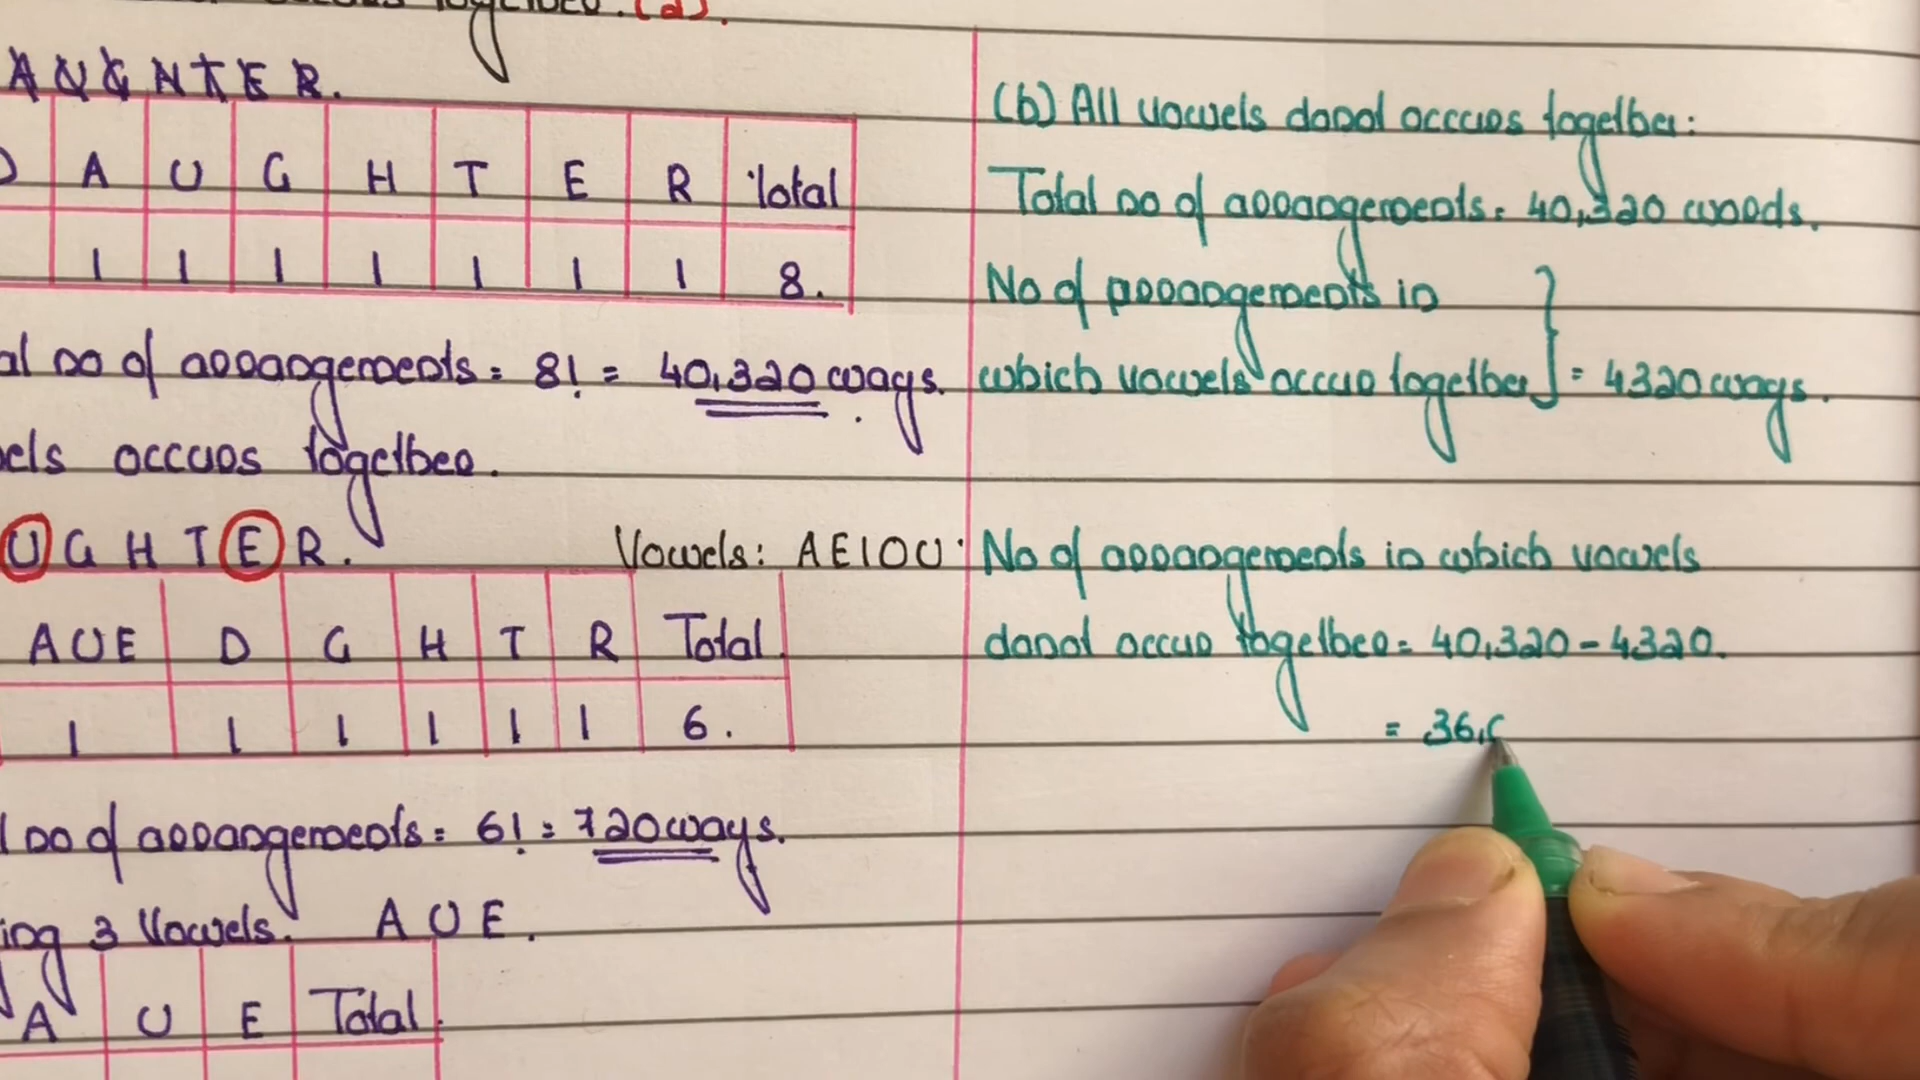 together. (a).
A U G H T E R.
D A U G H T E R Total
1 1 1 1 1 1 1 8.
al no of arrangements = 8! = 40,320 ways.
els occurs together.
U G H T E R. Vowels: AEIOU.
AUE D G H T R Total
1 1 1 1 1 1 6.
l no of arrangements = 6! = 720 ways.
ing 3 Vowels. A U E.
A U E Total
(b) All vowels donot occurs together:
Total no of arrangements = 40,320 words.
No of arrangements in
which vowels occur together } = 4320 ways.
No of arrangements in which vowels
donot occur together = 40,320 - 4320.
= 36,